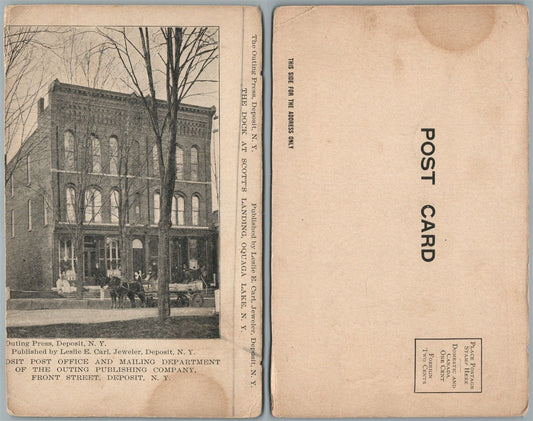 Outing Press, Deposit, N. Y.
Published by Leslie E. Carl, Jeweler, Deposit, N. Y.
OSIT POST OFFICE AND MAILING DEPARTMENT
OF THE OUTING PUBLISHING COMPANY,
FRONT STREET, DEPOSIT, N. Y.
The Outing Press, Deposit, N. Y.
Published by Leslie E. Carl, Jeweler, Deposit, N. Y.
THE DOCK AT SCOTT'S LANDING, OQUAGA LAKE, N. Y.
THIS SIDE FOR THE ADDRESS ONLY
POST CARD
PLACE POSTAGE
STAMP HERE
DOMESTIC AND
CANADA
ONE CENT
FOREIGN
TWO CENTS